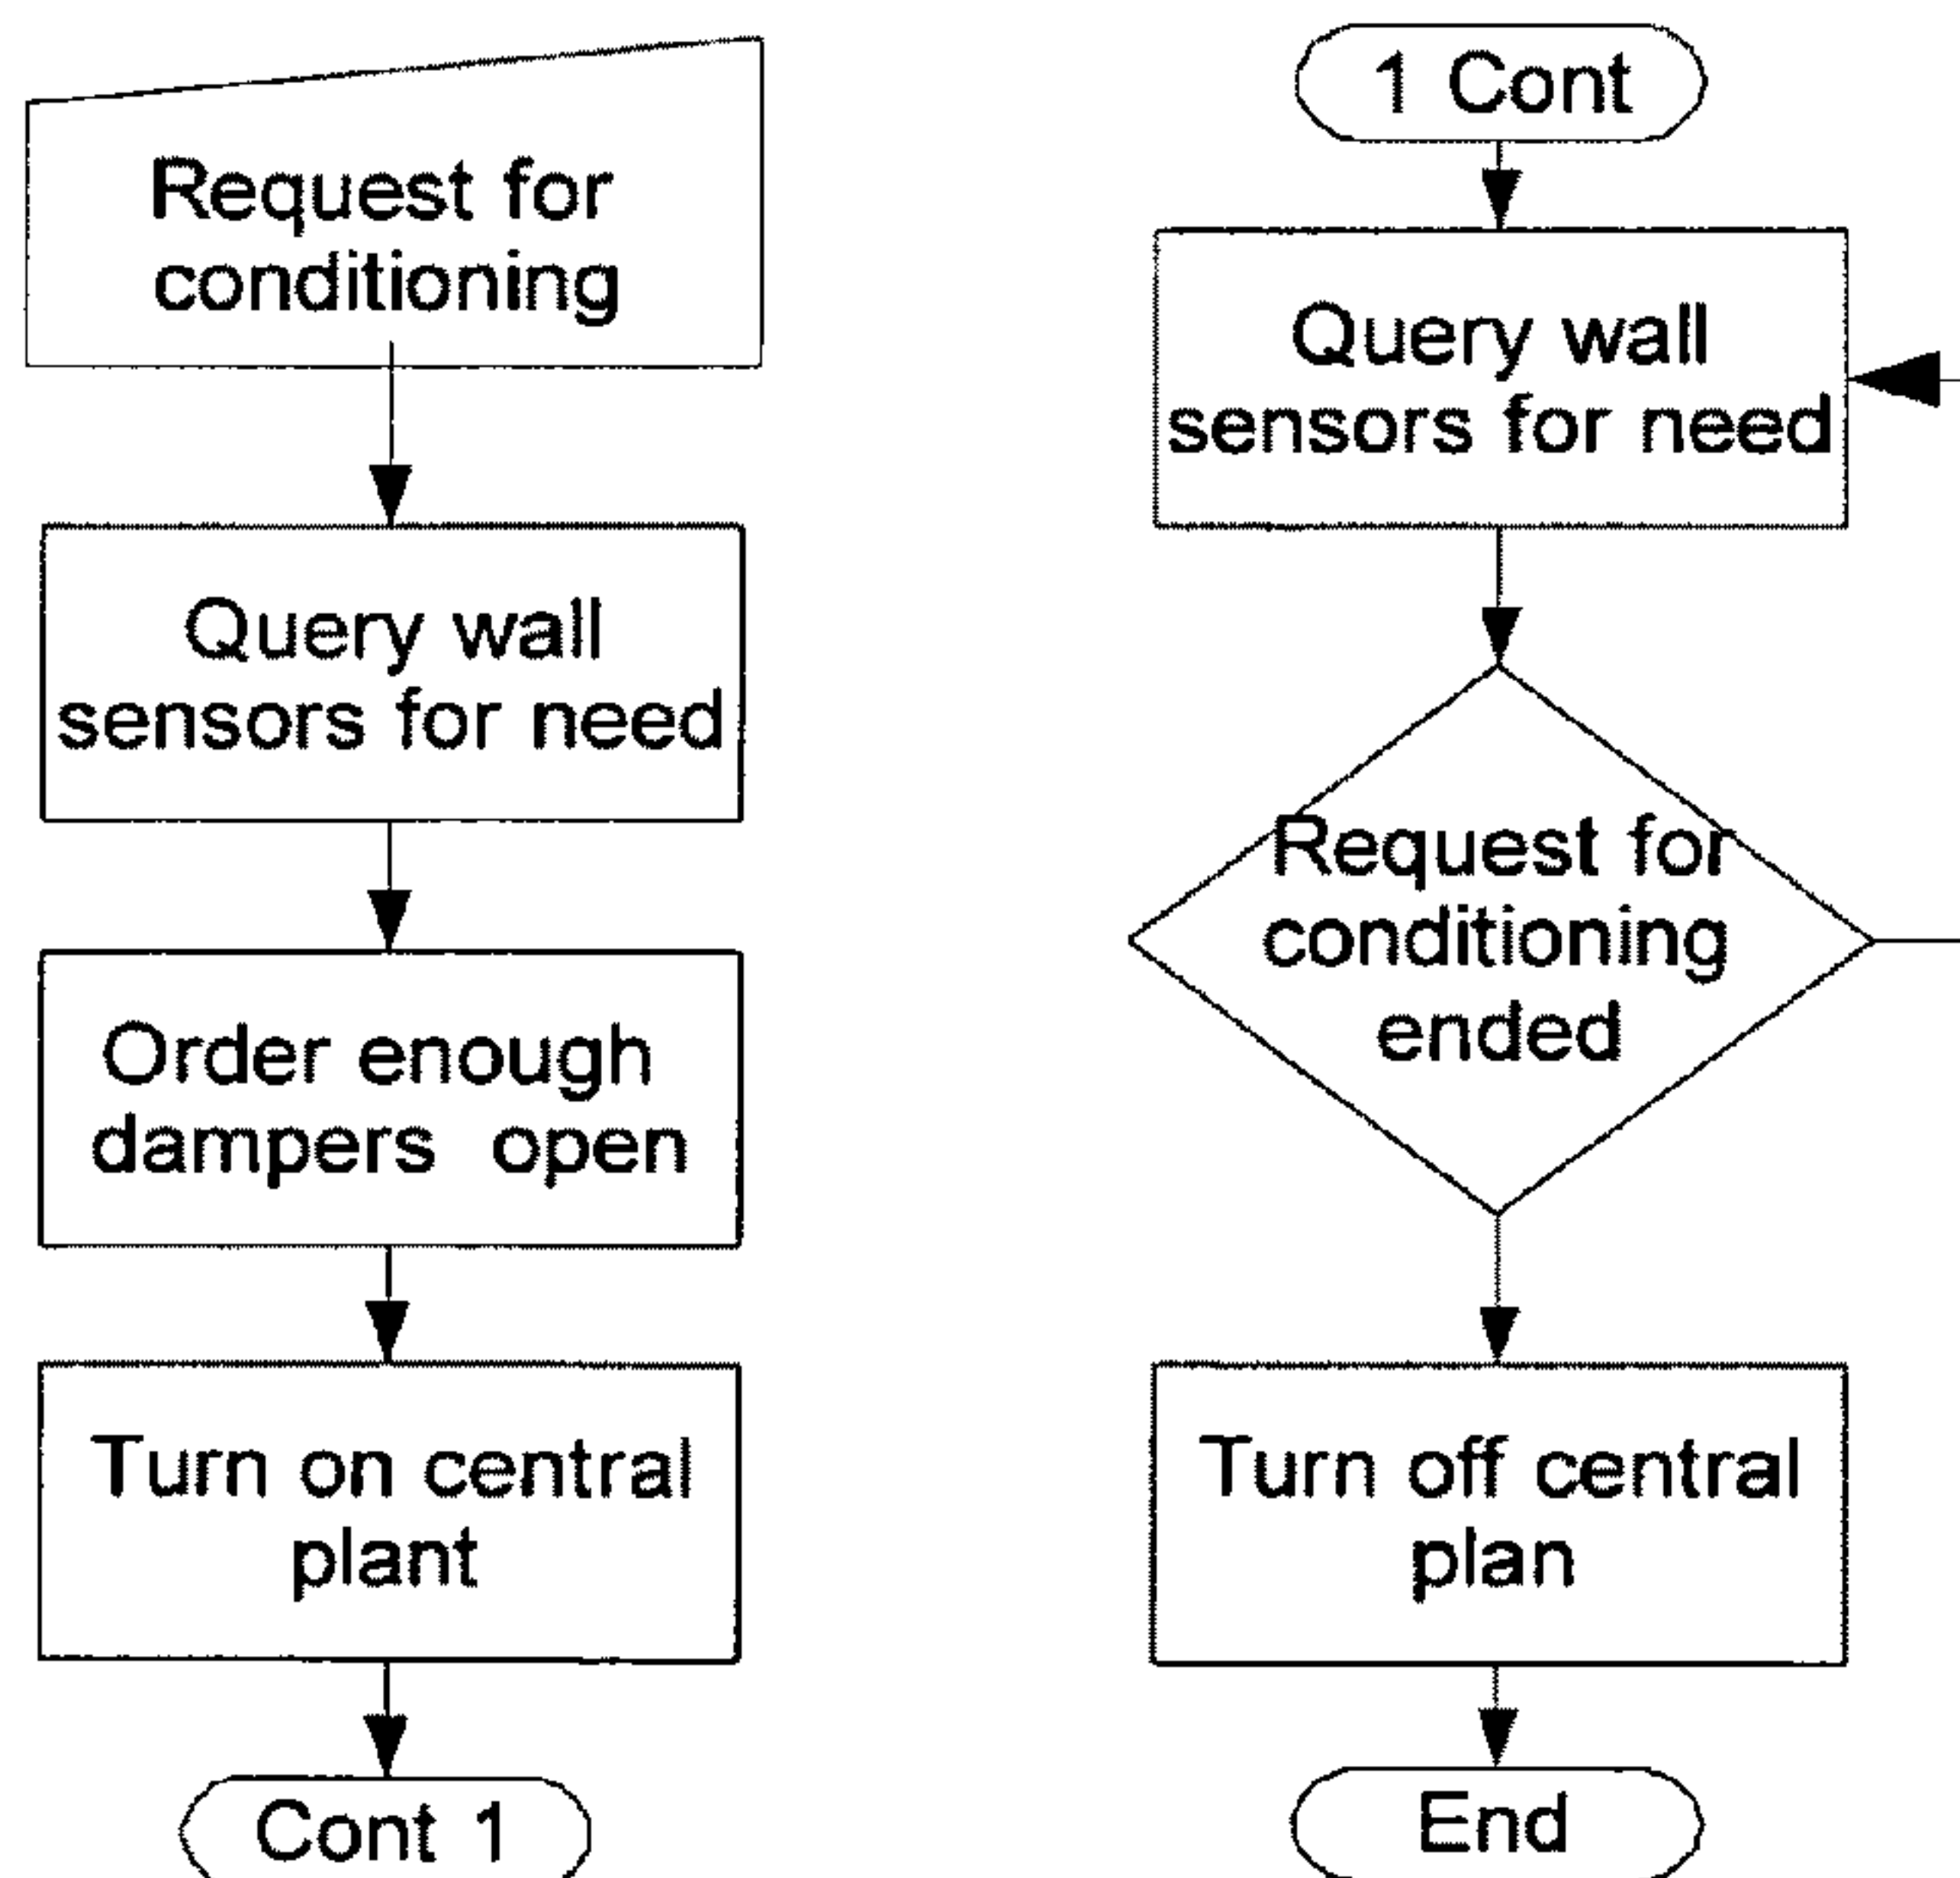 Request for
conditioning
Query wall
sensors for need
Order enough
dampers open
Turn on central
plant
Cont 1
1 Cont
Query wall
sensors for need
Request for
conditioning
ended
Turn off central
plan
End